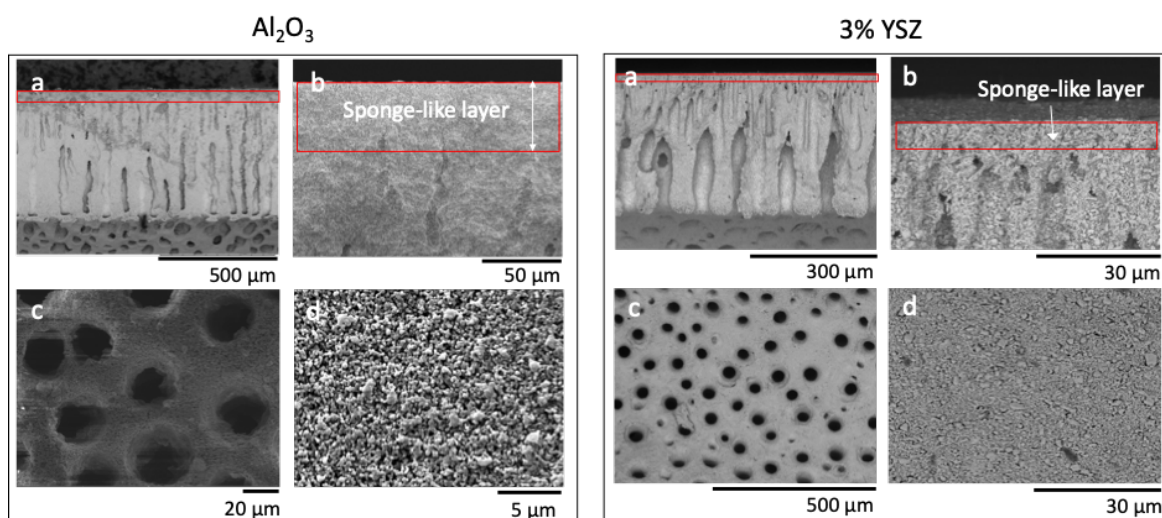 Al₂O₃
a
b
Sponge-like layer
500 μm
50 μm
c
d
20 μm
5 μm
3% YSZ
a
b
Sponge-like layer
300 μm
30 μm
c
d
500 μm
30 μm